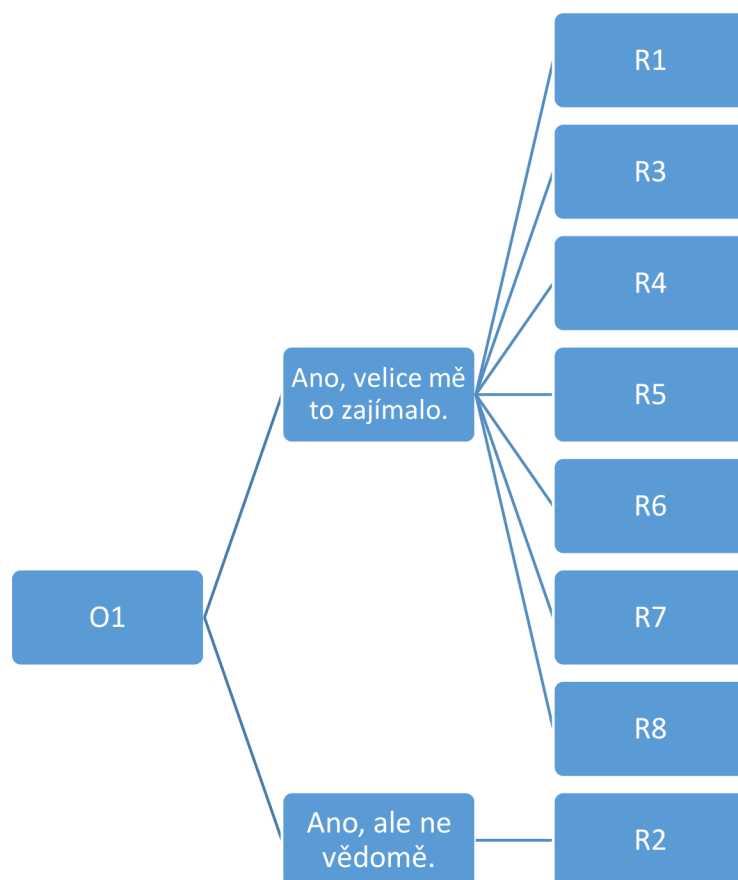 R1
R3
R4
Ano, velice mě
to zajímalo.
R5
R6
O1
R7
R8
Ano, ale ne
vědomě.
R2